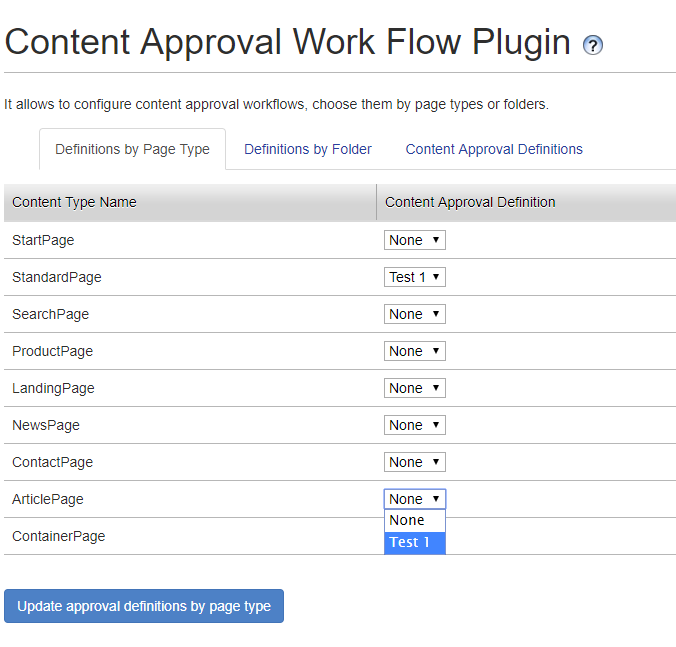 Content Approval Work Flow Plugin ?
It allows to configure content approval workflows, choose them by page types or folders.
Definitions by Page Type Definitions by Folder Content Approval Definitions
Content Type Name Content Approval Definition
StartPage None
StandardPage Test 1
SearchPage None
ProductPage None
LandingPage None
NewsPage None
ContactPage None
ArticlePage None
None
ContainerPage Test 1
Update approval definitions by page type